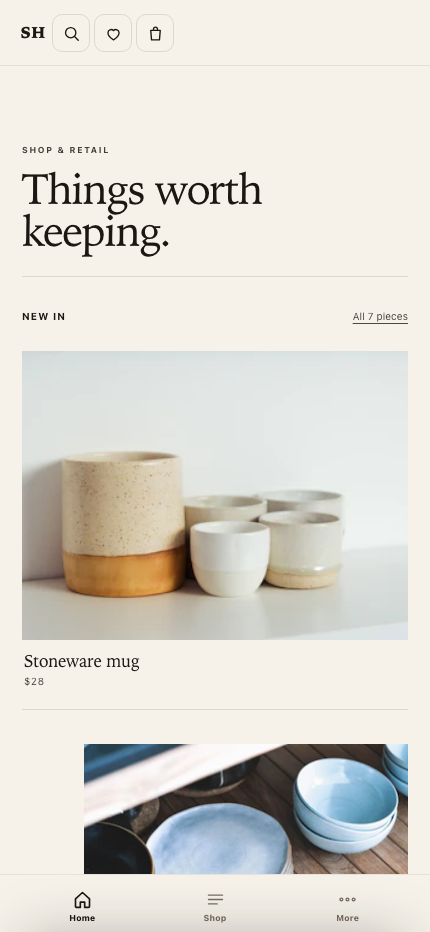 SH
SHOP & RETAIL
Things worth
keeping.
NEW IN
All 7 pieces
Stoneware mug
$28
Home
Shop
More